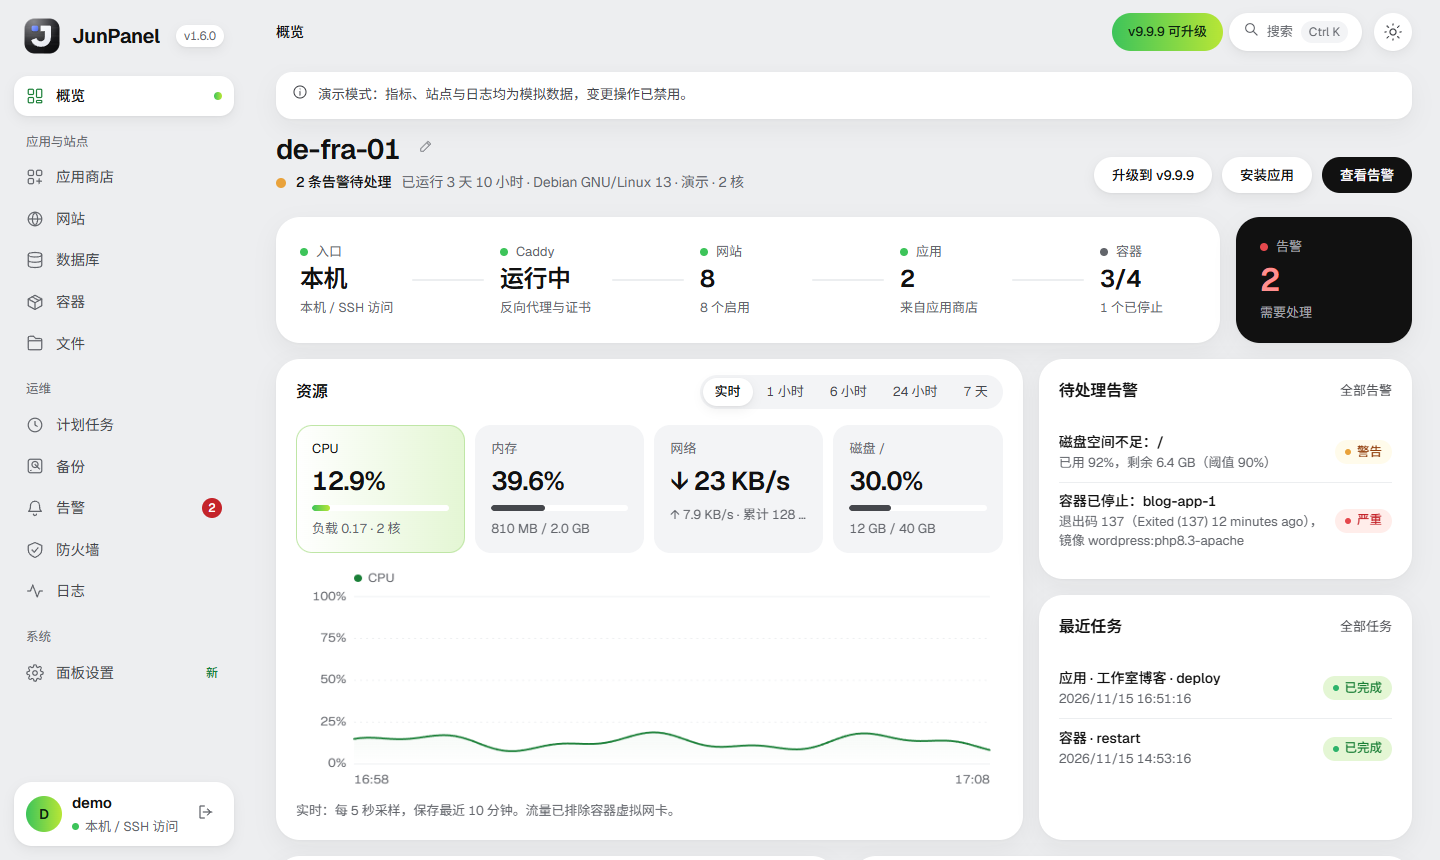 JunPanel v1.6.0
概览
应用与站点
应用商店
网站
数据库
容器
文件
运维
计划任务
备份
告警 2
防火墙
日志
系统
面板设置 新
D demo
本机 / SSH 访问
概览
v9.9.9 可升级 搜索 Ctrl K
演示模式：指标、站点与日志均为模拟数据，变更操作已禁用。
de-fra-01
2 条告警待处理 已运行 3 天 10 小时 · Debian GNU/Linux 13 · 演示 · 2 核
升级到 v9.9.9 安装应用 查看告警
入口
本机
本机 / SSH 访问
Caddy
运行中
反向代理与证书
网站
8
8 个启用
应用
2
来自应用商店
容器
3/4
1 个已停止
告警
2
需要处理
资源
实时 1 小时 6 小时 24 小时 7 天
CPU
12.9%
负载 0.17 · 2 核
内存
39.6%
810 MB / 2.0 GB
网络
↓ 23 KB/s
↑ 7.9 KB/s · 累计 128 ...
磁盘 /
30.0%
12 GB / 40 GB
CPU
100%
75%
50%
25%
0%
16:58 17:08
实时：每 5 秒采样，保存最近 10 分钟。流量已排除容器虚拟网卡。
待处理告警 全部告警
磁盘空间不足：/
已用 92%，剩余 6.4 GB（阈值 90%）
警告
容器已停止：blog-app-1
退出码 137（Exited (137) 12 minutes ago），
镜像 wordpress:php8.3-apache
严重
最近任务 全部任务
应用 · 工作室博客 · deploy
2026/11/15 16:51:16
已完成
容器 · restart
2026/11/15 14:53:16
已完成